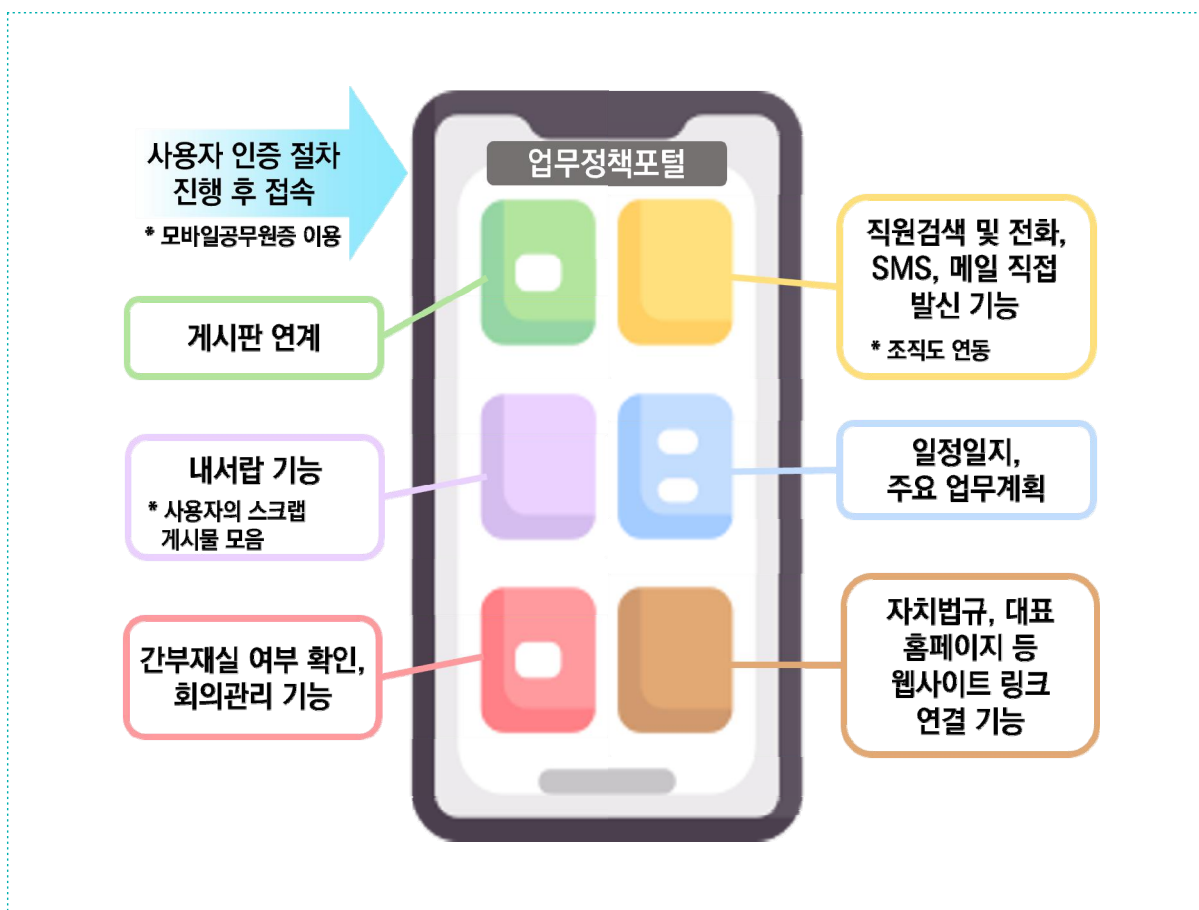 사용자 인증 절차
진행 후 접속
* 모바일공무원증 이용
업무정책포털
게시판 연계
직원검색 및 전화,
SMS, 메일 직접
발신 기능
* 조직도 연동
내서랍 기능
* 사용자의 스크랩
게시물 모음
일정일지,
주요 업무계획
간부재실 여부 확인,
회의관리 기능
자치법규, 대표
홈페이지 등
웹사이트 링크
연결 기능